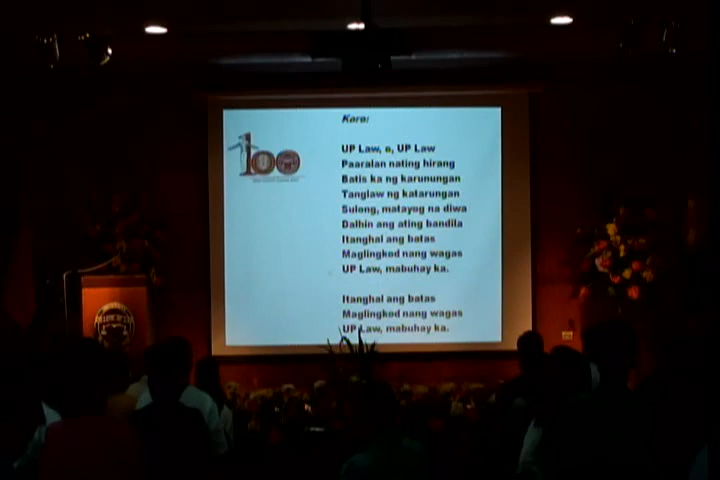 Koro:
UP Law, o, UP Law
Paaralan nating hirang
Batis ka ng karunungan
Tanglaw ng katarungan
Sulong, matayog na diwa
Dalhin ang ating bandila
Itanghal ang batas
Maglingkod nang wagas
UP Law, mabuhay ka.
Itanghal ang batas
Maglingkod nang wagas
UP Law, mabuhay ka.
100